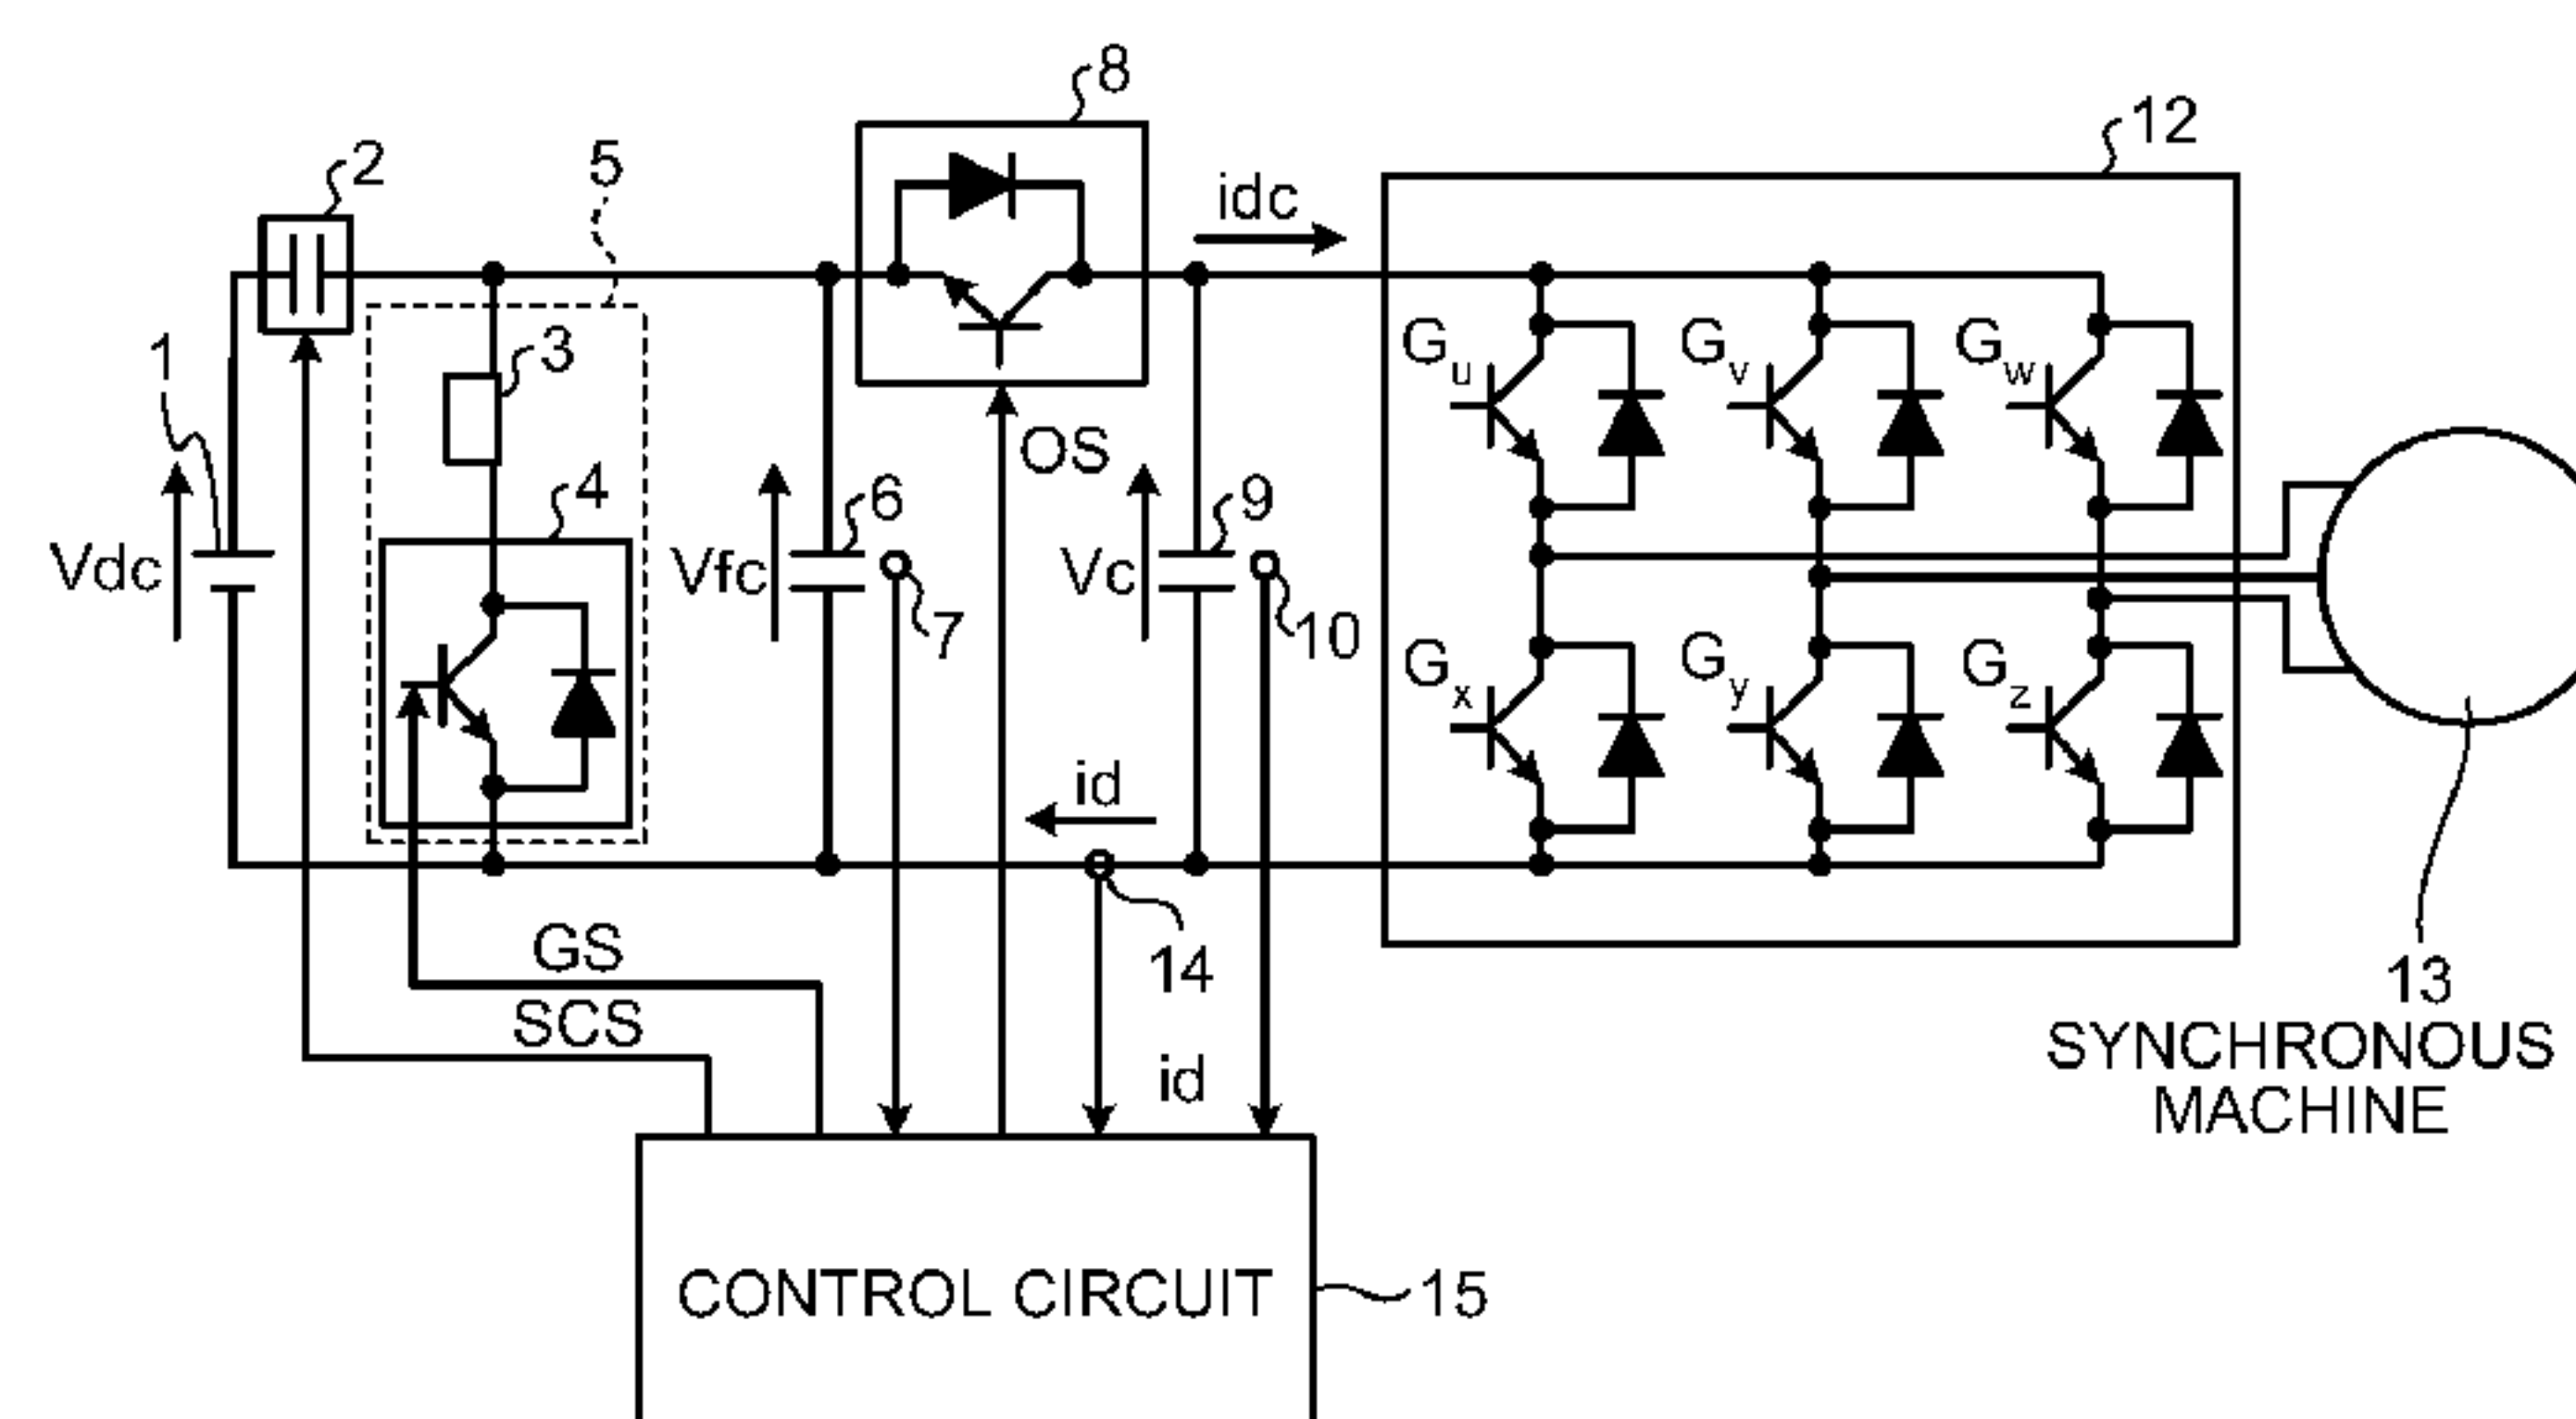 8
12
2
5
idc
1
3
Gu
Gv
Gw
OS
4
6
9
Vdc
Vfc
Vc
7
10
Gx
Gy
Gz
id
GS
14
13
SCS
SYNCHRONOUS
MACHINE
id
CONTROL CIRCUIT
15